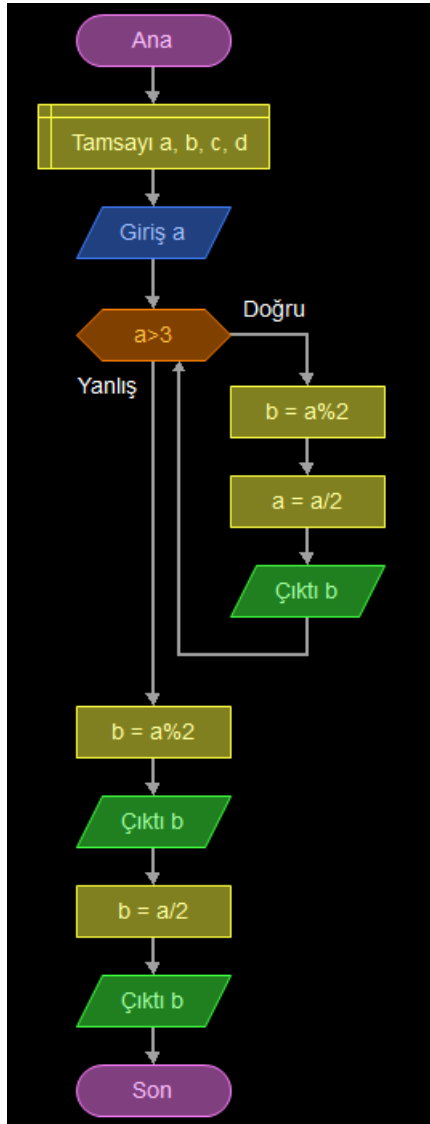 Ana
Tamsayı a, b, c, d
Giriş a
a>3
Doğru
Yanlış
b = a%2
a = a/2
Çıktı b
b = a%2
Çıktı b
b = a/2
Çıktı b
Son